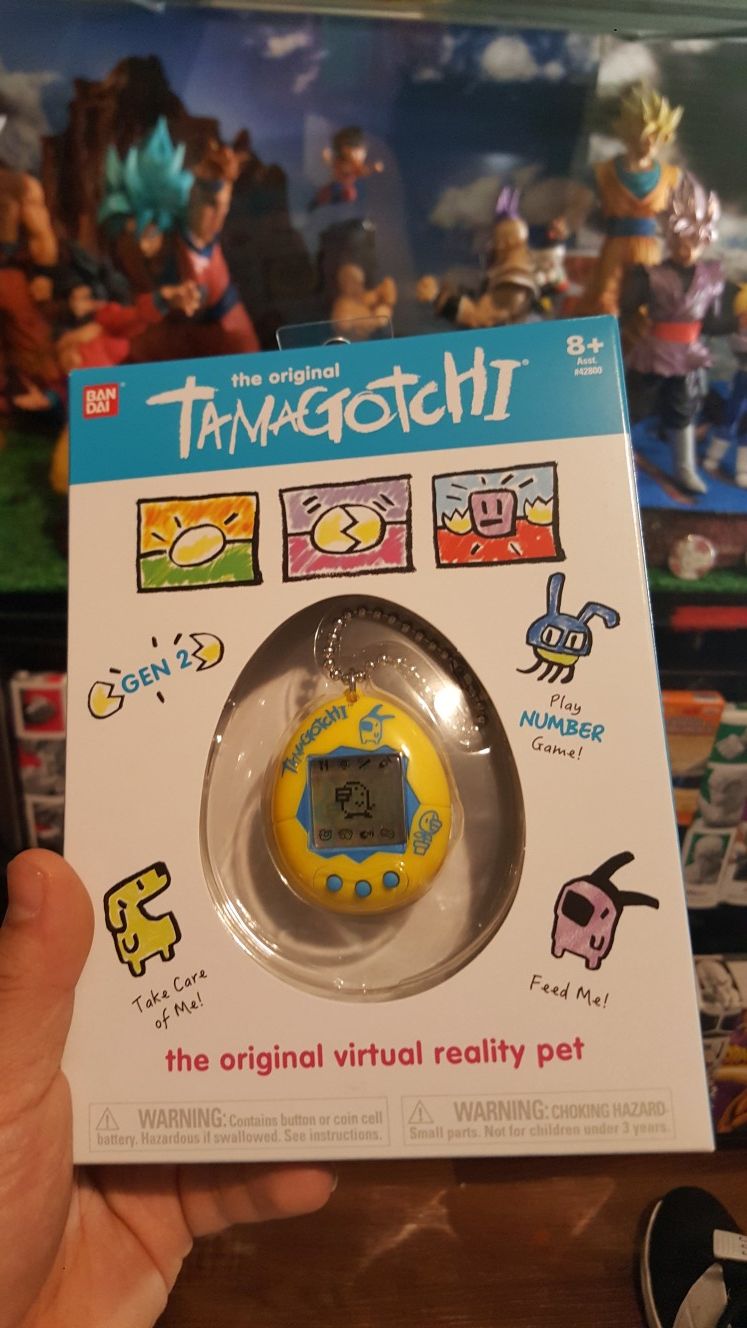 BAN
DAI
the original
TAMAGOTCHI
8+
Asst.
#42800
GEN 2
Play
NUMBER
Game!
TAMAGOTCHI
Take Care
of Me!
Feed Me!
the original virtual reality pet
WARNING: Contains button or coin cell
battery. Hazardous if swallowed. See instructions.
WARNING: CHOKING HAZARD
Small parts. Not for children under 3 years.